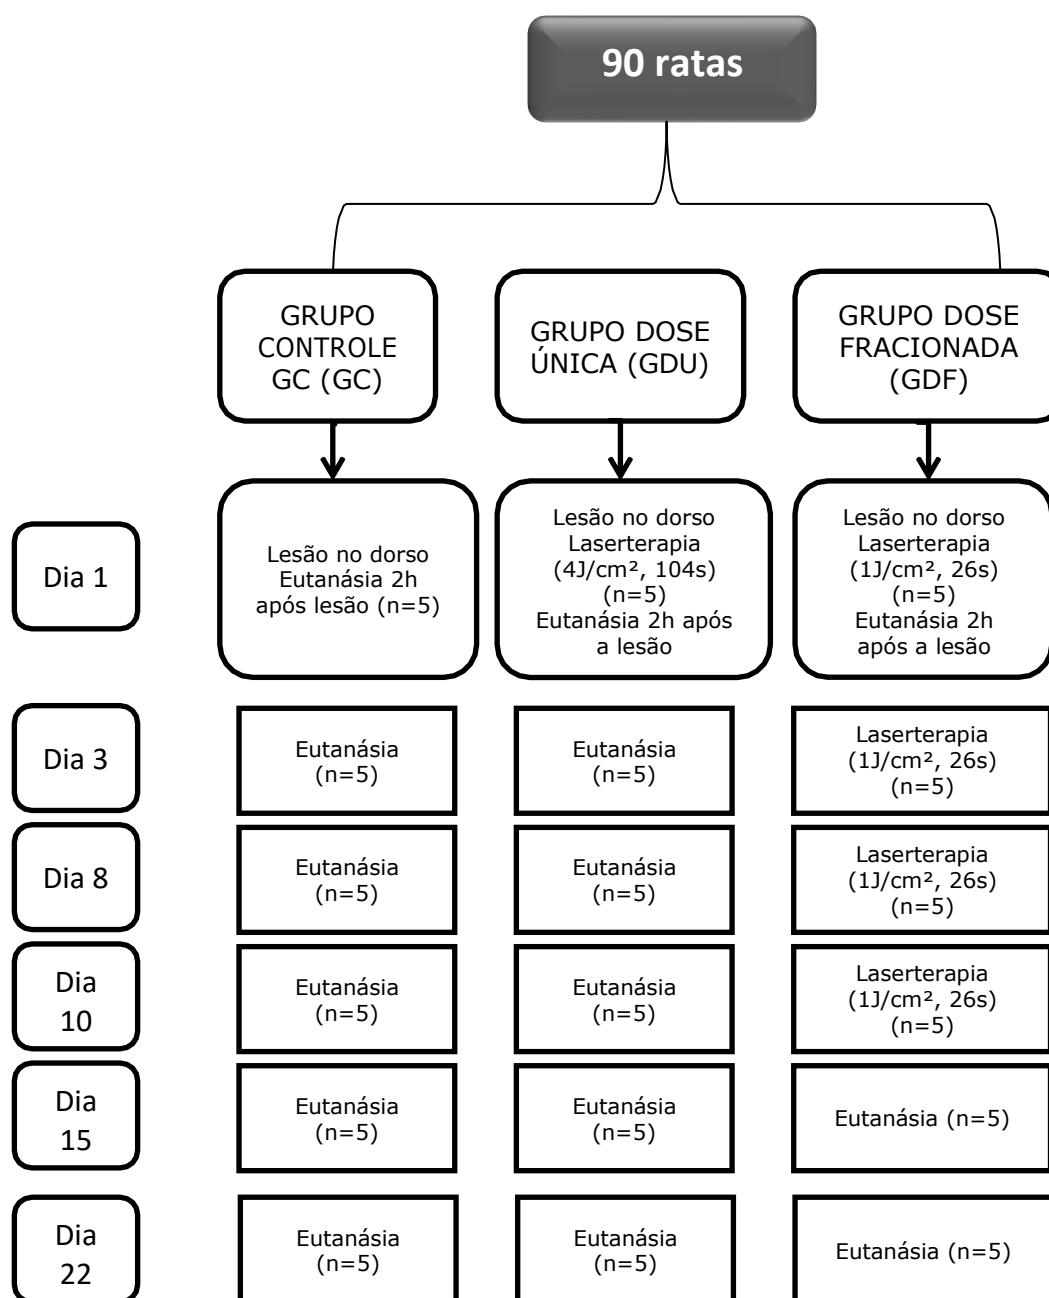 90 ratas
GRUPO
CONTROLE
GC (GC)
GRUPO DOSE
ÚNICA (GDU)
GRUPO DOSE
FRACIONADA
(GDF)
Dia 1
Lesão no dorso
Eutanásia 2h
após lesão (n=5)
Lesão no dorso
Laserterapia
(4J/cm², 104s)
(n=5)
Eutanásia 2h após
a lesão
Lesão no dorso
Laserterapia
(1J/cm², 26s)
(n=5)
Eutanásia 2h
após a lesão
Dia 3
Eutanásia
(n=5)
Eutanásia
(n=5)
Laserterapia
(1J/cm², 26s)
(n=5)
Dia 8
Eutanásia
(n=5)
Eutanásia
(n=5)
Laserterapia
(1J/cm², 26s)
(n=5)
Dia
10
Eutanásia
(n=5)
Eutanásia
(n=5)
Laserterapia
(1J/cm², 26s)
(n=5)
Dia
15
Eutanásia
(n=5)
Eutanásia
(n=5)
Eutanásia (n=5)
Dia
22
Eutanásia
(n=5)
Eutanásia
(n=5)
Eutanásia (n=5)